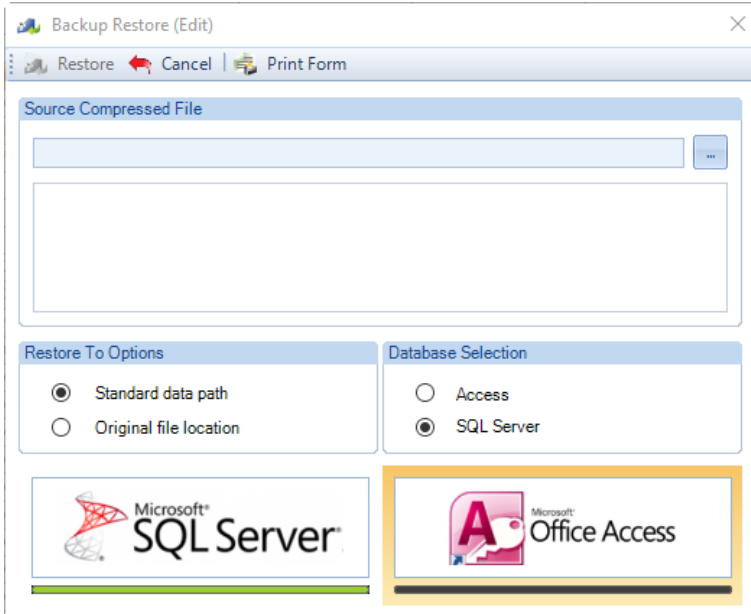 Backup Restore (Edit)
Restore Cancel Print Form
Source Compressed File
...
Restore To Options
Standard data path
Original file location
Database Selection
Access
SQL Server
Microsoft®
SQL Server®
Microsoft®
Office Access